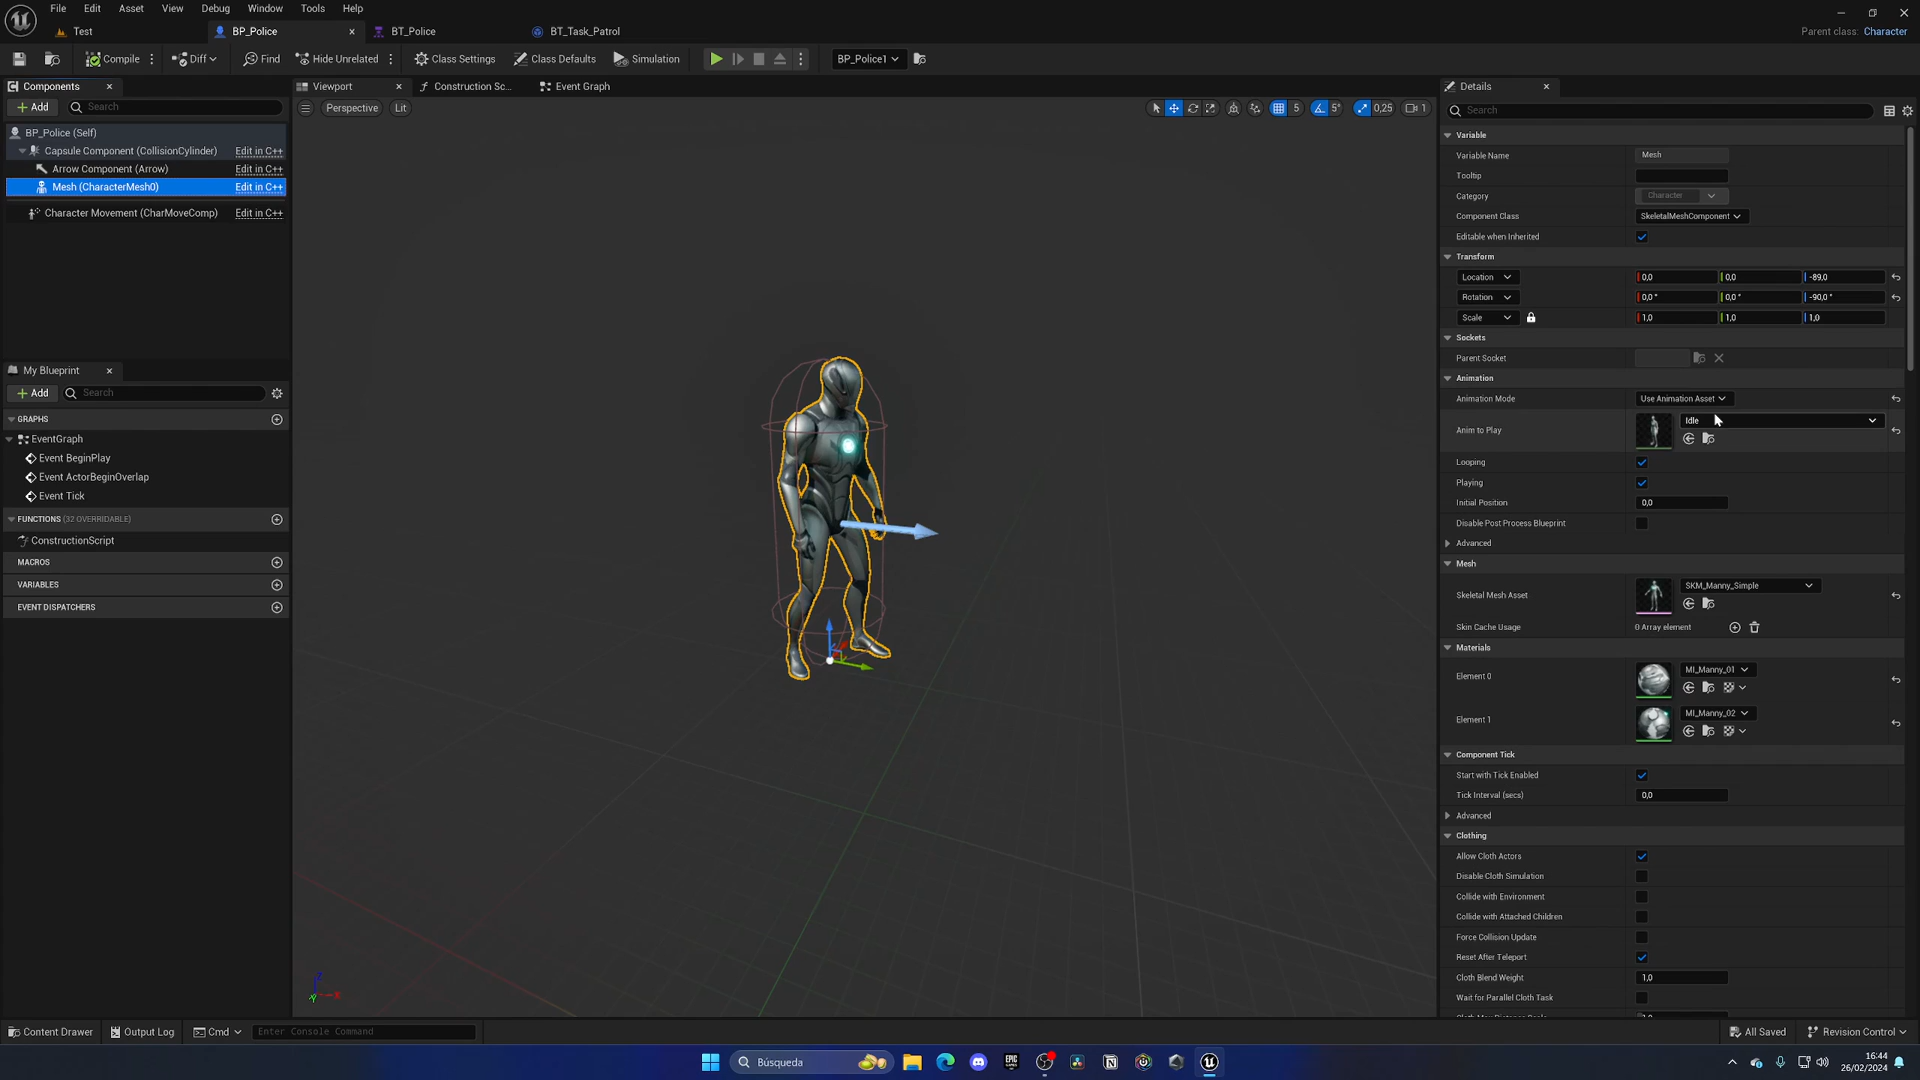 File Edit Asset View Debug Window Tools Help
Test BP_Police BT_Police BT_Task_Patrol Parent class: Character
Compile Diff Find Hide Unrelated Class Settings Class Defaults Simulation BP_Police1
Components Viewport Construction Sc... Event Graph Details
Add Search Perspective Lit 5 5° 0,25 1 Search
BP_Police (Self)
Capsule Component (CollisionCylinder) Edit in C++
Arrow Component (Arrow) Edit in C++
Mesh (CharacterMesh0) Edit in C++
Character Movement (CharMoveComp) Edit in C++
My Blueprint
Add Search
GRAPHS
EventGraph
Event BeginPlay
Event ActorBeginOverlap
Event Tick
FUNCTIONS (32 OVERRIDABLE)
ConstructionScript
MACROS
VARIABLES
EVENT DISPATCHERS
Variable
Variable Name Mesh
Tooltip
Category Character
Component Class SkeletalMeshComponent
Editable when Inherited
Transform
Location 0,0 0,0 -89,0
Rotation 0,0 ° 0,0 ° -90,0 °
Scale 1,0 1,0 1,0
Sockets
Parent Socket
Animation
Animation Mode Use Animation Asset
Anim to Play Idle
Looping
Playing
Initial Position 0,0
Disable Post Process Blueprint
Advanced
Mesh
Skeletal Mesh Asset SKM_Manny_Simple
Skin Cache Usage 0 Array element
Materials
Element 0 MI_Manny_01
Element 1 MI_Manny_02
Component Tick
Start with Tick Enabled
Tick Interval (secs) 0,0
Advanced
Clothing
Allow Cloth Actors
Disable Cloth Simulation
Collide with Environment
Collide with Attached Children
Force Collision Update
Reset After Teleport
Cloth Blend Weight 1,0
Wait for Parallel Cloth Task
Z X Y
Content Drawer Output Log Cmd Enter Console Command All Saved Revision Control
Búsqueda EPIC GAMES 16:44
26/02/2024